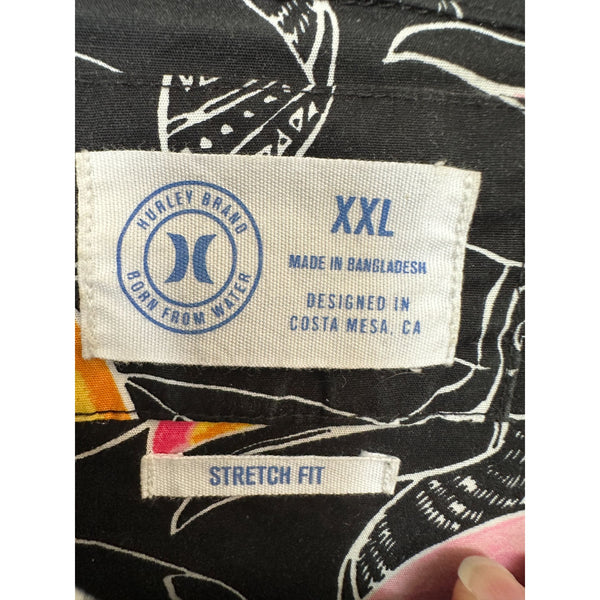 HURLEY BRAND
BORN FROM WATER
XXL
MADE IN BANGLADESH
DESIGNED IN
COSTA MESA, CA
STRETCH FIT